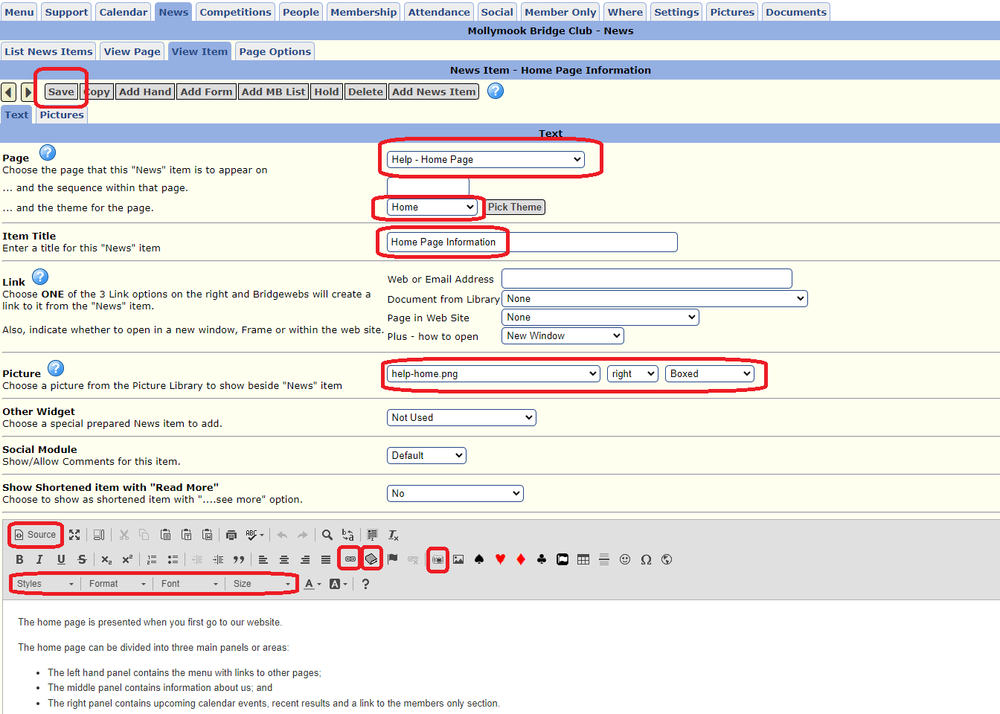 Menu Support Calendar News Competitions People Membership Attendance Social Member Only Where Settings Pictures Documents
Mollymook Bridge Club - News
List News Items View Page View Item Page Options
News Item - Home Page Information
Save Copy Add Hand Add Form Add MB List Hold Delete Add News Item ?
Text Pictures
Text
Page ?
Choose the page that this "News" item is to appear on
Help - Home Page
... and the sequence within that page.
... and the theme for the page.
Home Pick Theme
Item Title
Enter a title for this "News" item
Home Page Information
Link ?
Choose ONE of the 3 Link options on the right and Bridgewebs will create a
link to it from the "News" item.
Also, indicate whether to open in a new window, Frame or within the web site.
Web or Email Address
Document from Library None
Page in Web Site None
Plus - how to open New Window
Picture ?
Choose a picture from the Picture Library to show beside "News" item
help-home.png right Boxed
Other Widget
Choose a special prepared News item to add.
Not Used
Social Module
Show/Allow Comments for this item.
Default
Show Shortened item with "Read More"
Choose to show as shortened item with "....see more" option.
No
Source
B I U S
Styles Format Font Size A A ?
The home page is presented when you first go to our website.
The home page can be divided into three main panels or areas:
• The left hand panel contains the menu with links to other pages;
• The middle panel contains information about us; and
• The right panel contains upcoming calendar events, recent results and a link to the members only section.